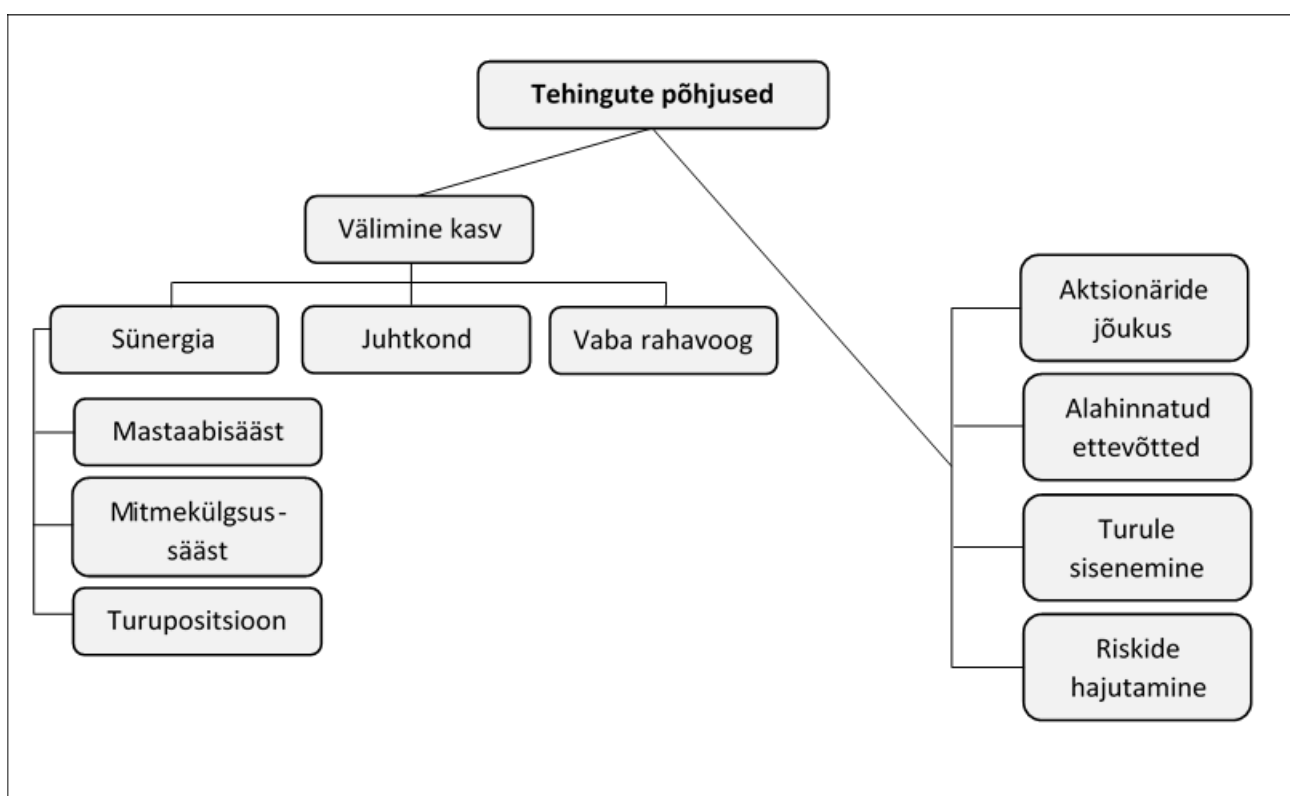 Tehingute põhjused
Välimine kasv
Sünergia
Juhtkond
Vaba rahavoog
Mastaabisääst
Mitmekülgsus-
sääst
Turupositsioon
Aktsionäride
jõukus
Alahinnatud
ettevõtted
Turule
sisenemine
Riskide
hajutamine